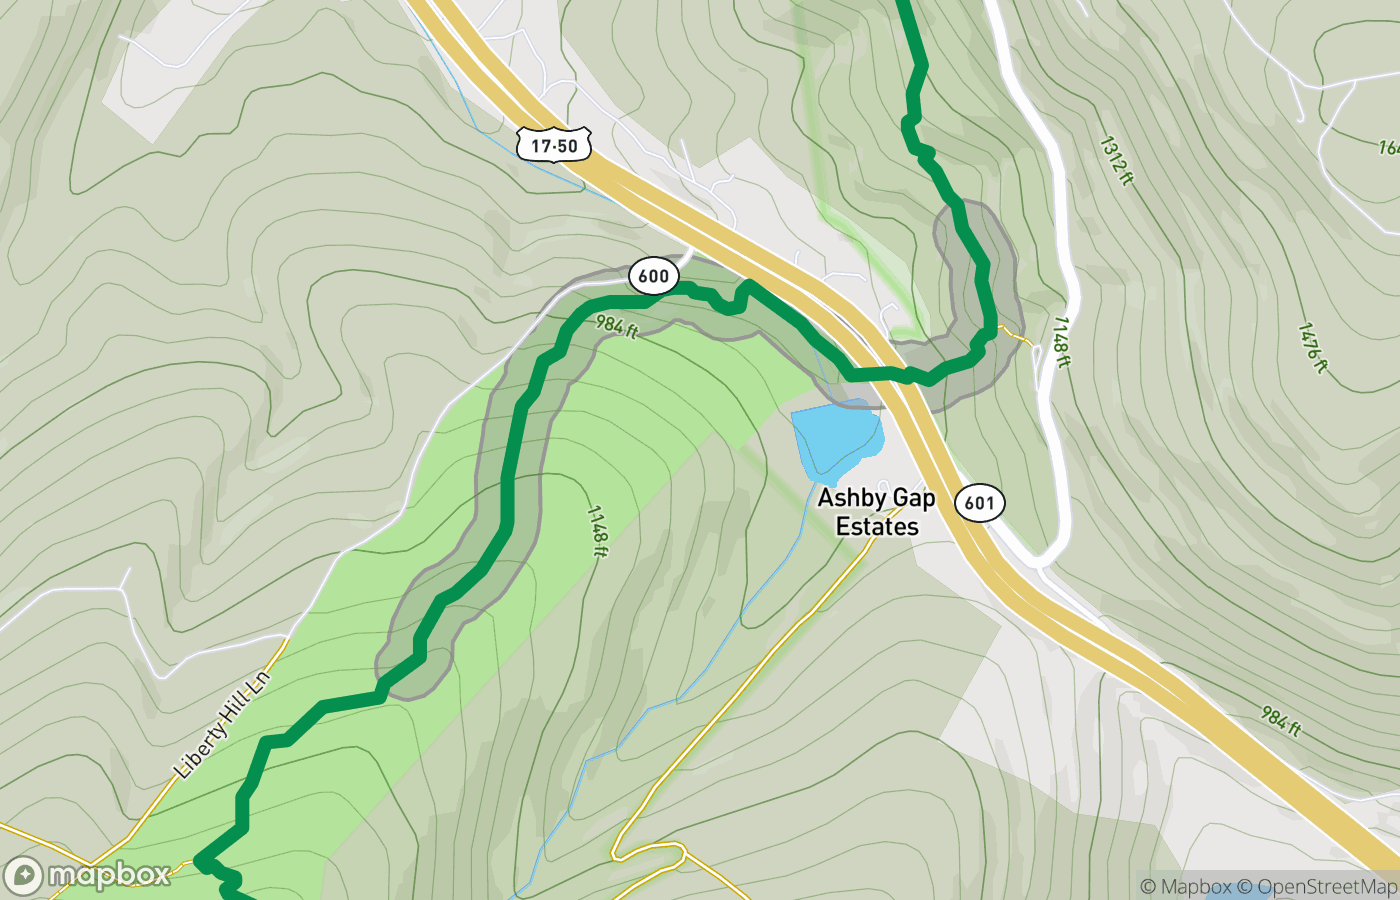 17·50
1312 ft
600
984 ft
1148 ft
1476 ft
Ashby Gap
Estates
601
1148 ft
Liberty Hill Ln
984 ft
mapbox
© Mapbox © OpenStreetMap